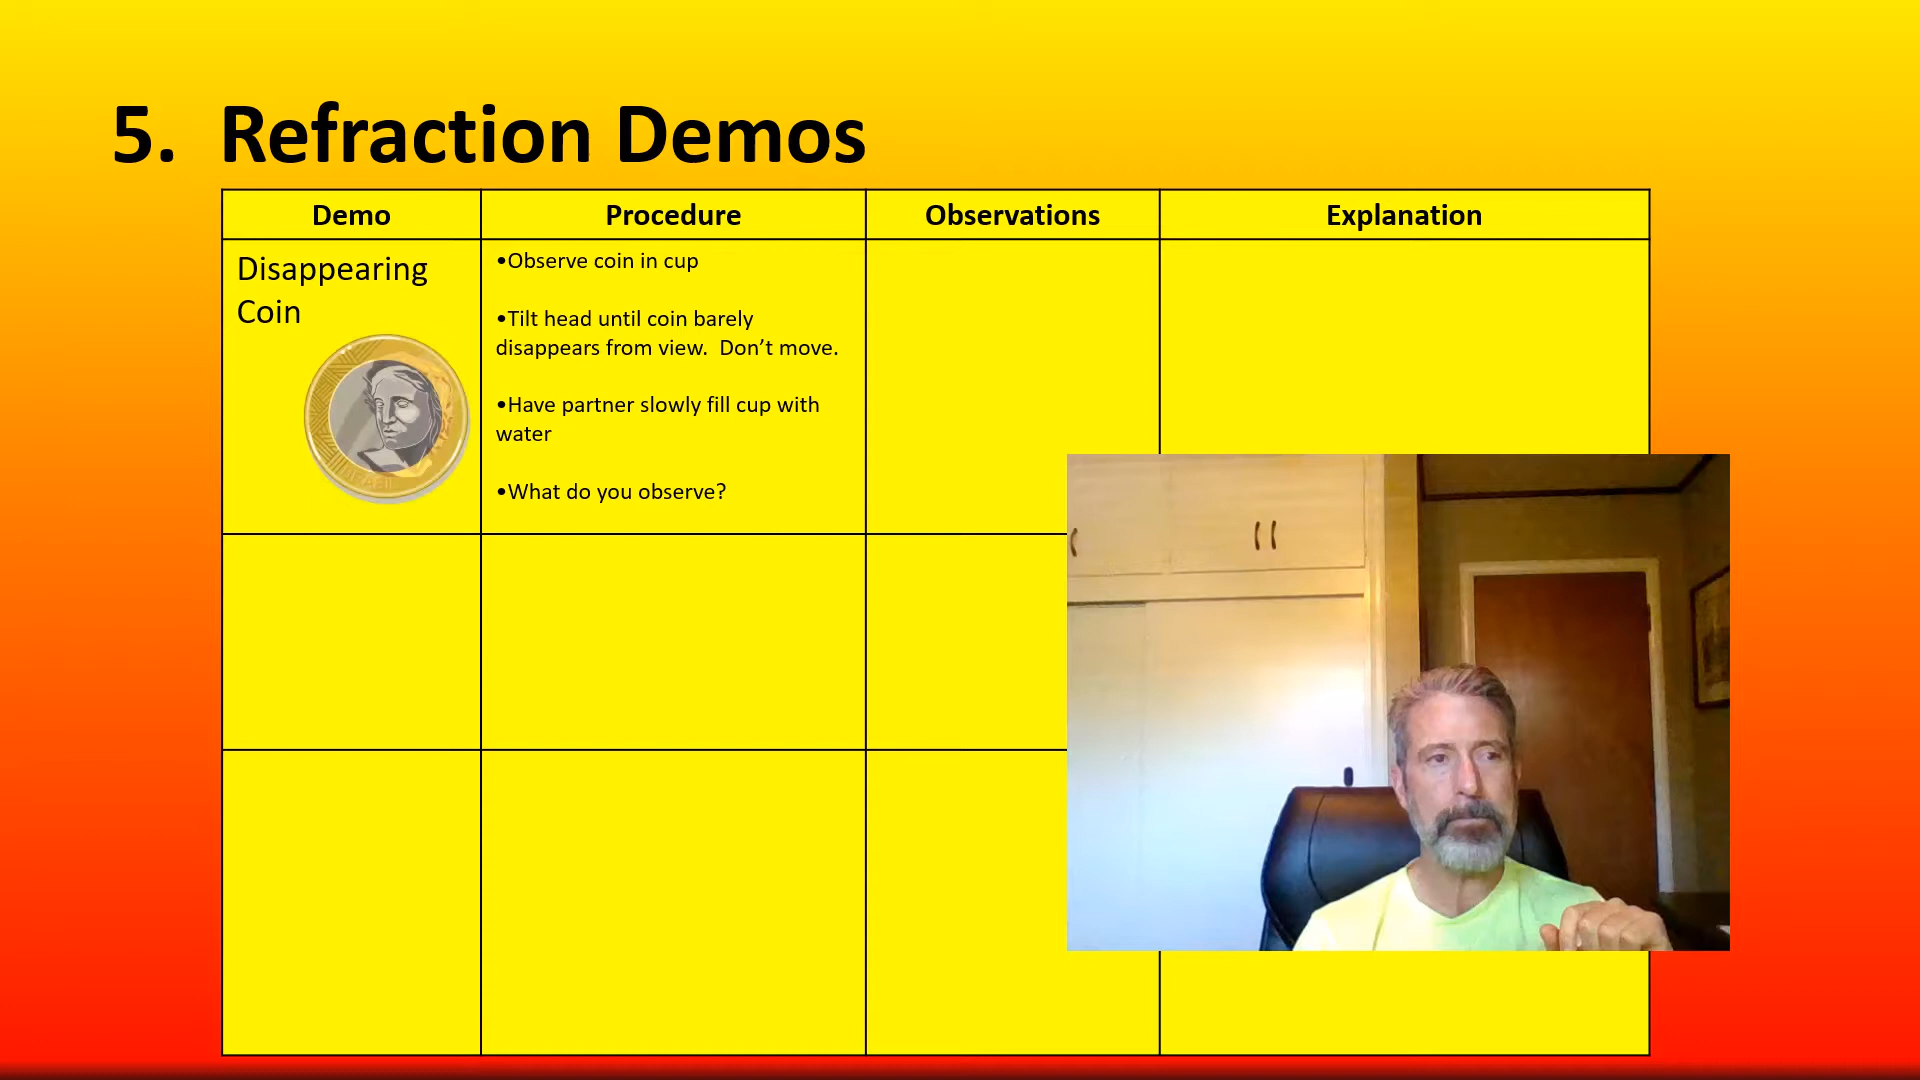 5. Refraction Demos
Demo
Procedure
Observations
Explanation
Disappearing
Coin
•Observe coin in cup
•Tilt head until coin barely
disappears from view. Don’t move.
•Have partner slowly fill cup with
water
•What do you observe?
BRASIL